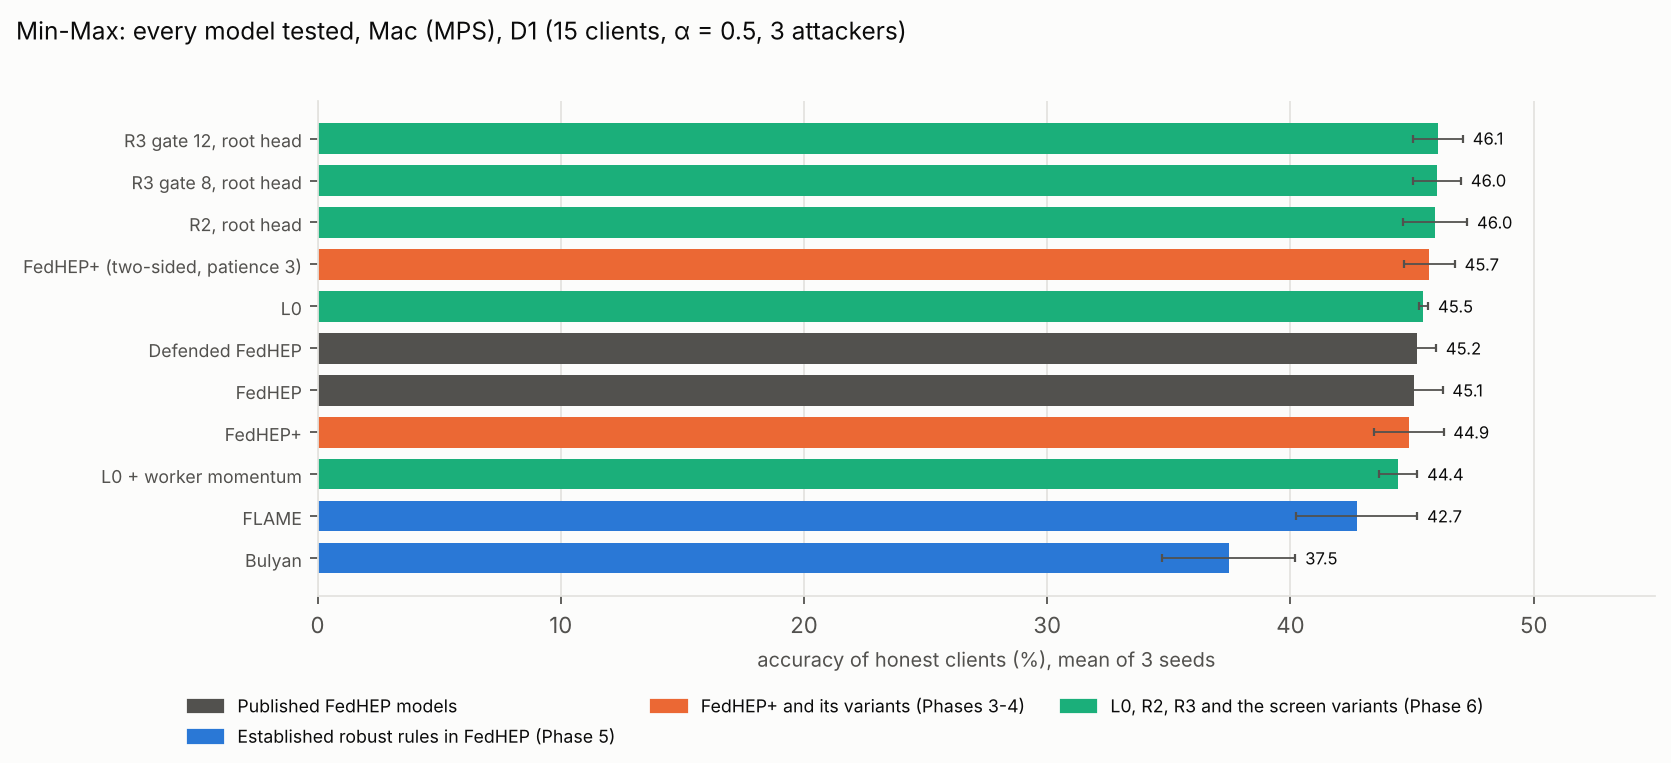 Min-Max: every model tested, Mac (MPS), D1 (15 clients, α = 0.5, 3 attackers)
R3 gate 12, root head
46.1
R3 gate 8, root head
46.0
R2, root head
46.0
FedHEP+ (two-sided, patience 3)
45.7
L0
45.5
Defended FedHEP
45.2
FedHEP
45.1
FedHEP+
44.9
L0 + worker momentum
44.4
FLAME
42.7
Bulyan
37.5
0 10 20 30 40 50
accuracy of honest clients (%), mean of 3 seeds
Published FedHEP models
FedHEP+ and its variants (Phases 3-4)
L0, R2, R3 and the screen variants (Phase 6)
Established robust rules in FedHEP (Phase 5)